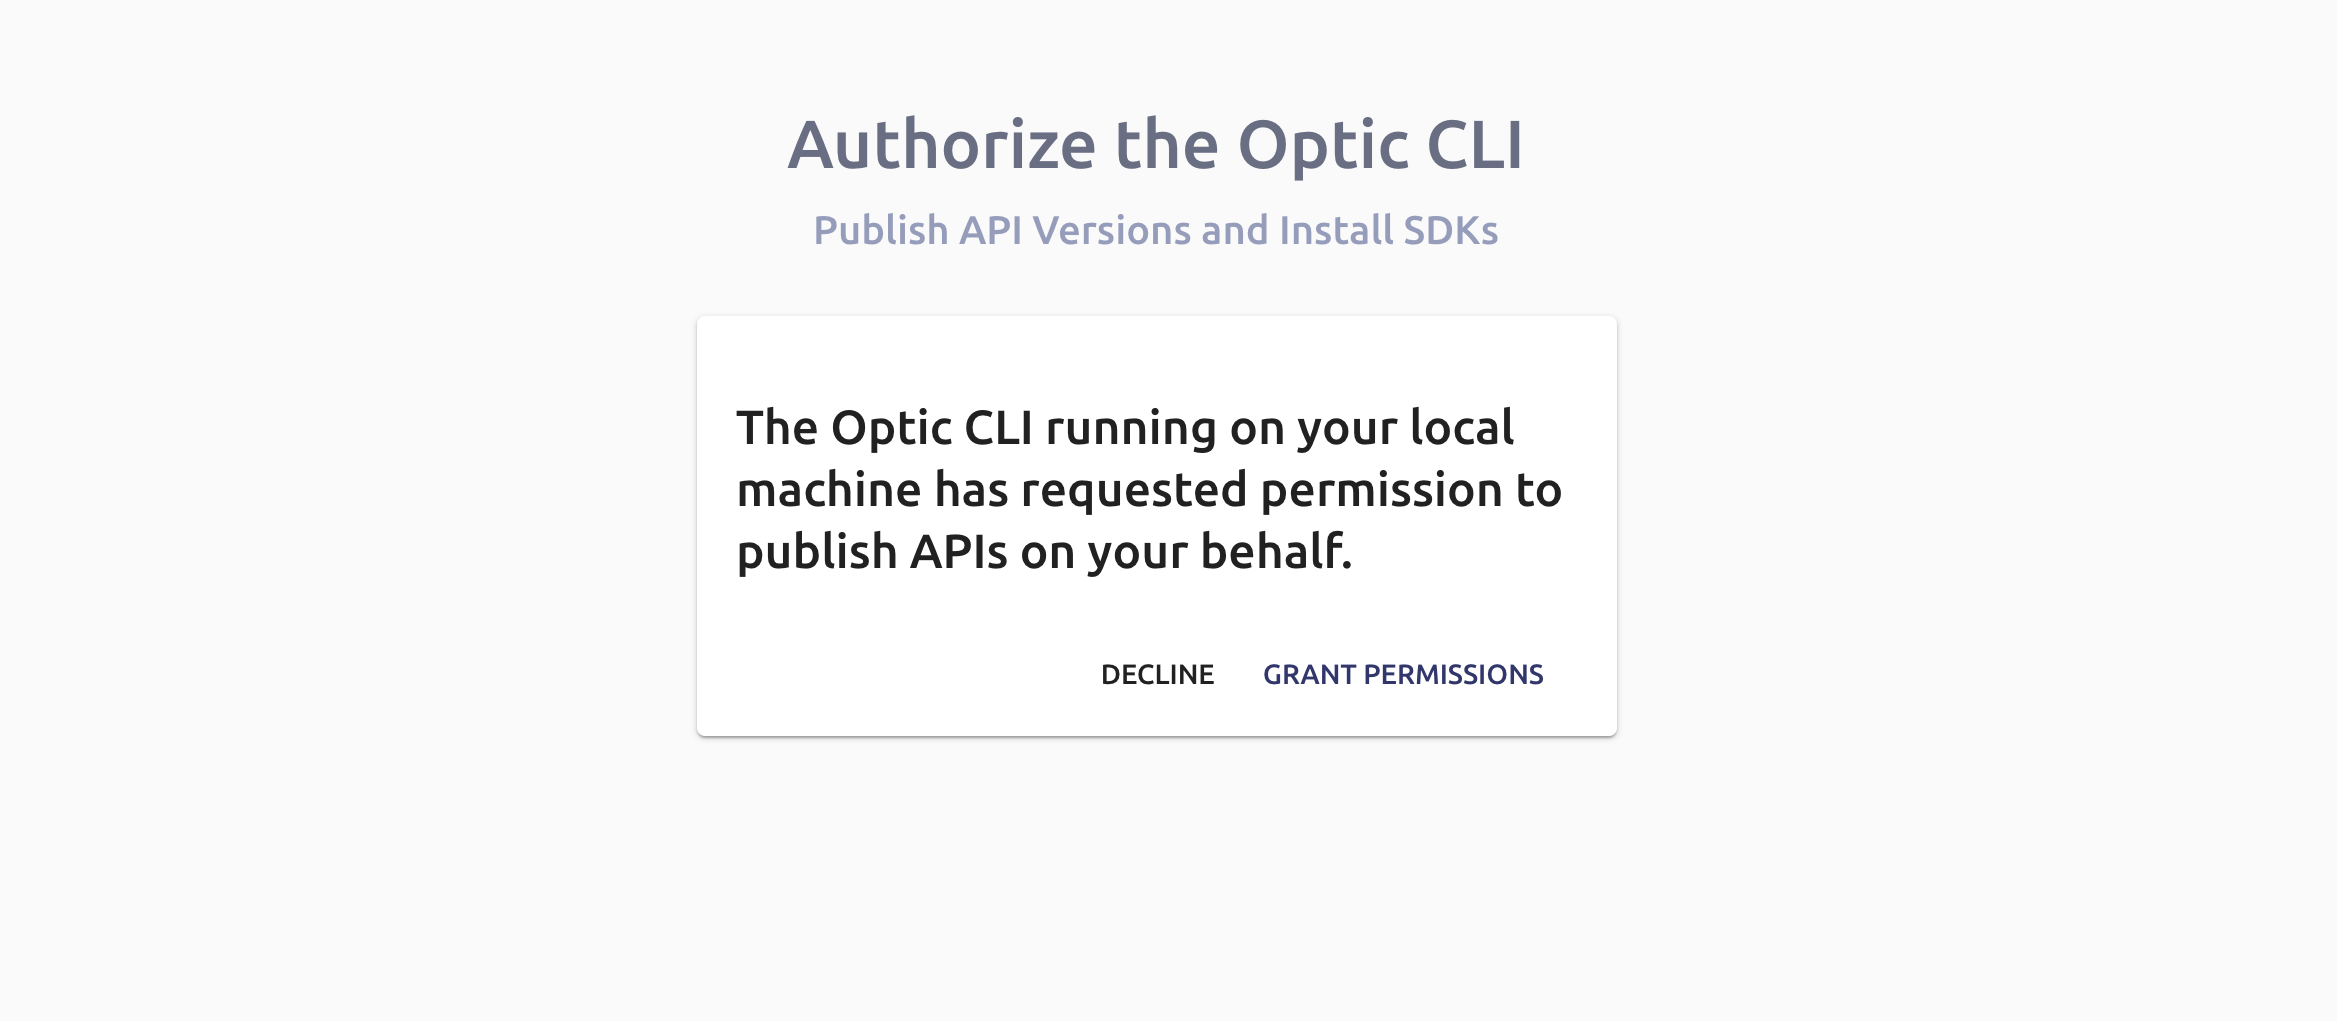 Authorize the Optic CLI
Publish API Versions and Install SDKs
The Optic CLI running on your local
machine has requested permission to
publish APIs on your behalf.
DECLINE GRANT PERMISSIONS